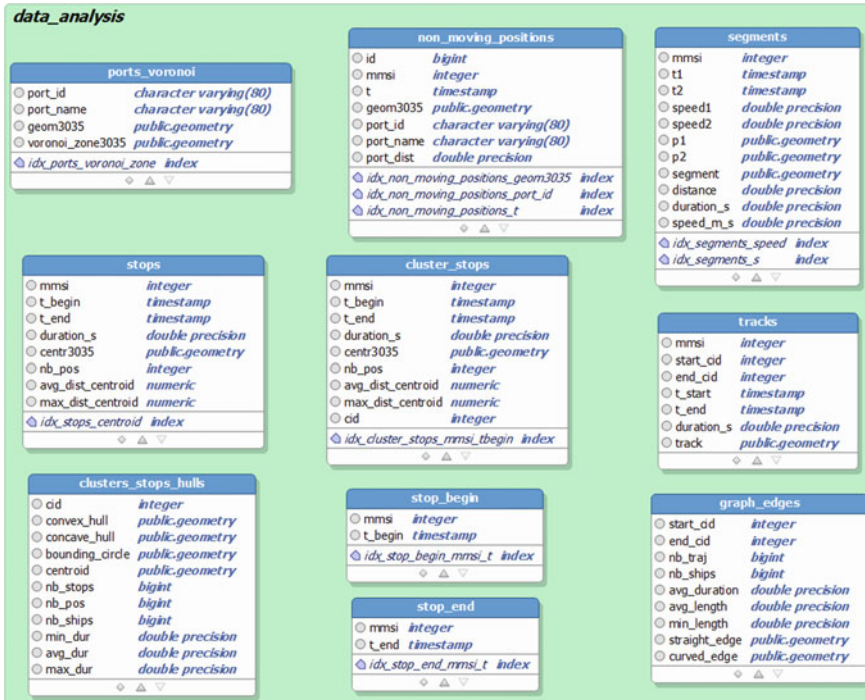 data_analysis
ports_voronoi
port_id character varying(80)
port_name character varying(80)
geom3035 public.geometry
voronoi_zone3035 public.geometry
idx_ports_voronoi_zone index
non_moving_positions
id bigint
mmsi integer
t timestamp
geom3035 public.geometry
port_id character varying(80)
port_name character varying(80)
port_dist double precision
idx_non_moving_positions_geom3035 index
idx_non_moving_positions_port_id index
idx_non_moving_positions_t index
segments
mmsi integer
t1 timestamp
t2 timestamp
speed1 double precision
speed2 double precision
p1 public.geometry
p2 public.geometry
segment public.geometry
distance double precision
duration_s double precision
speed_m_s double precision
idx_segments_speed index
idx_segments_s index
stops
mmsi integer
t_begin timestamp
t_end timestamp
duration_s double precision
centr3035 public.geometry
nb_pos integer
avg_dist_centroid numeric
max_dist_centroid numeric
idx_stops_centroid index
cluster_stops
mmsi integer
t_begin timestamp
t_end timestamp
duration_s double precision
centr3035 public.geometry
nb_pos integer
avg_dist_centroid numeric
max_dist_centroid numeric
cid integer
idx_cluster_stops_mmsi_tbegin index
tracks
mmsi integer
start_cid integer
end_cid integer
t_start timestamp
t_end timestamp
duration_s double precision
track public.geometry
clusters_stops_hulls
cid integer
convex_hull public.geometry
concave_hull public.geometry
bounding_circle public.geometry
centroid public.geometry
nb_stops bigint
nb_pos bigint
nb_ships bigint
min_dur double precision
avg_dur double precision
max_dur double precision
stop_begin
mmsi integer
t_begin timestamp
idx_stop_begin_mmsi_t index
stop_end
mmsi integer
t_end timestamp
idx_stop_end_mmsi_t index
graph_edges
start_cid integer
end_cid integer
nb_traj bigint
nb_ships bigint
avg_duration double precision
avg_length double precision
min_length double precision
straight_edge public.geometry
curved_edge public.geometry